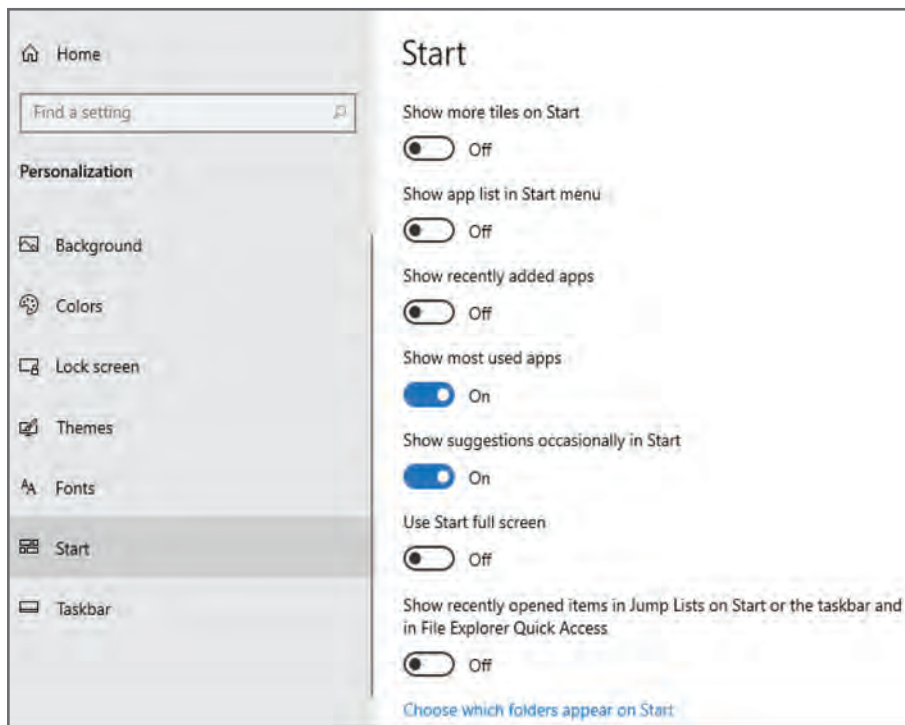 Home
Find a setting
Personalization
Background
Colors
Lock screen
Themes
Fonts
Start
Taskbar
Start
Show more tiles on Start
Off
Show app list in Start menu
Off
Show recently added apps
Off
Show most used apps
On
Show suggestions occasionally in Start
On
Use Start full screen
Off
Show recently opened items in Jump Lists on Start or the taskbar and
in File Explorer Quick Access
Off
Choose which folders appear on Start